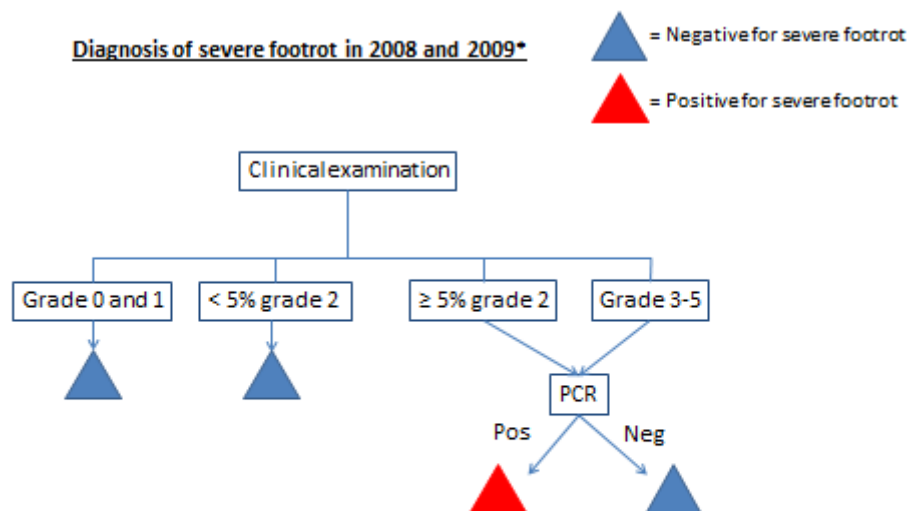 Diagnosis of severe footrot in 2008 and 2009*
= Negative for severe footrot
= Positive for severe footrot
Clinical examination
Grade 0 and 1
< 5% grade 2
≥ 5% grade 2
Grade 3-5
PCR
Pos
Neg